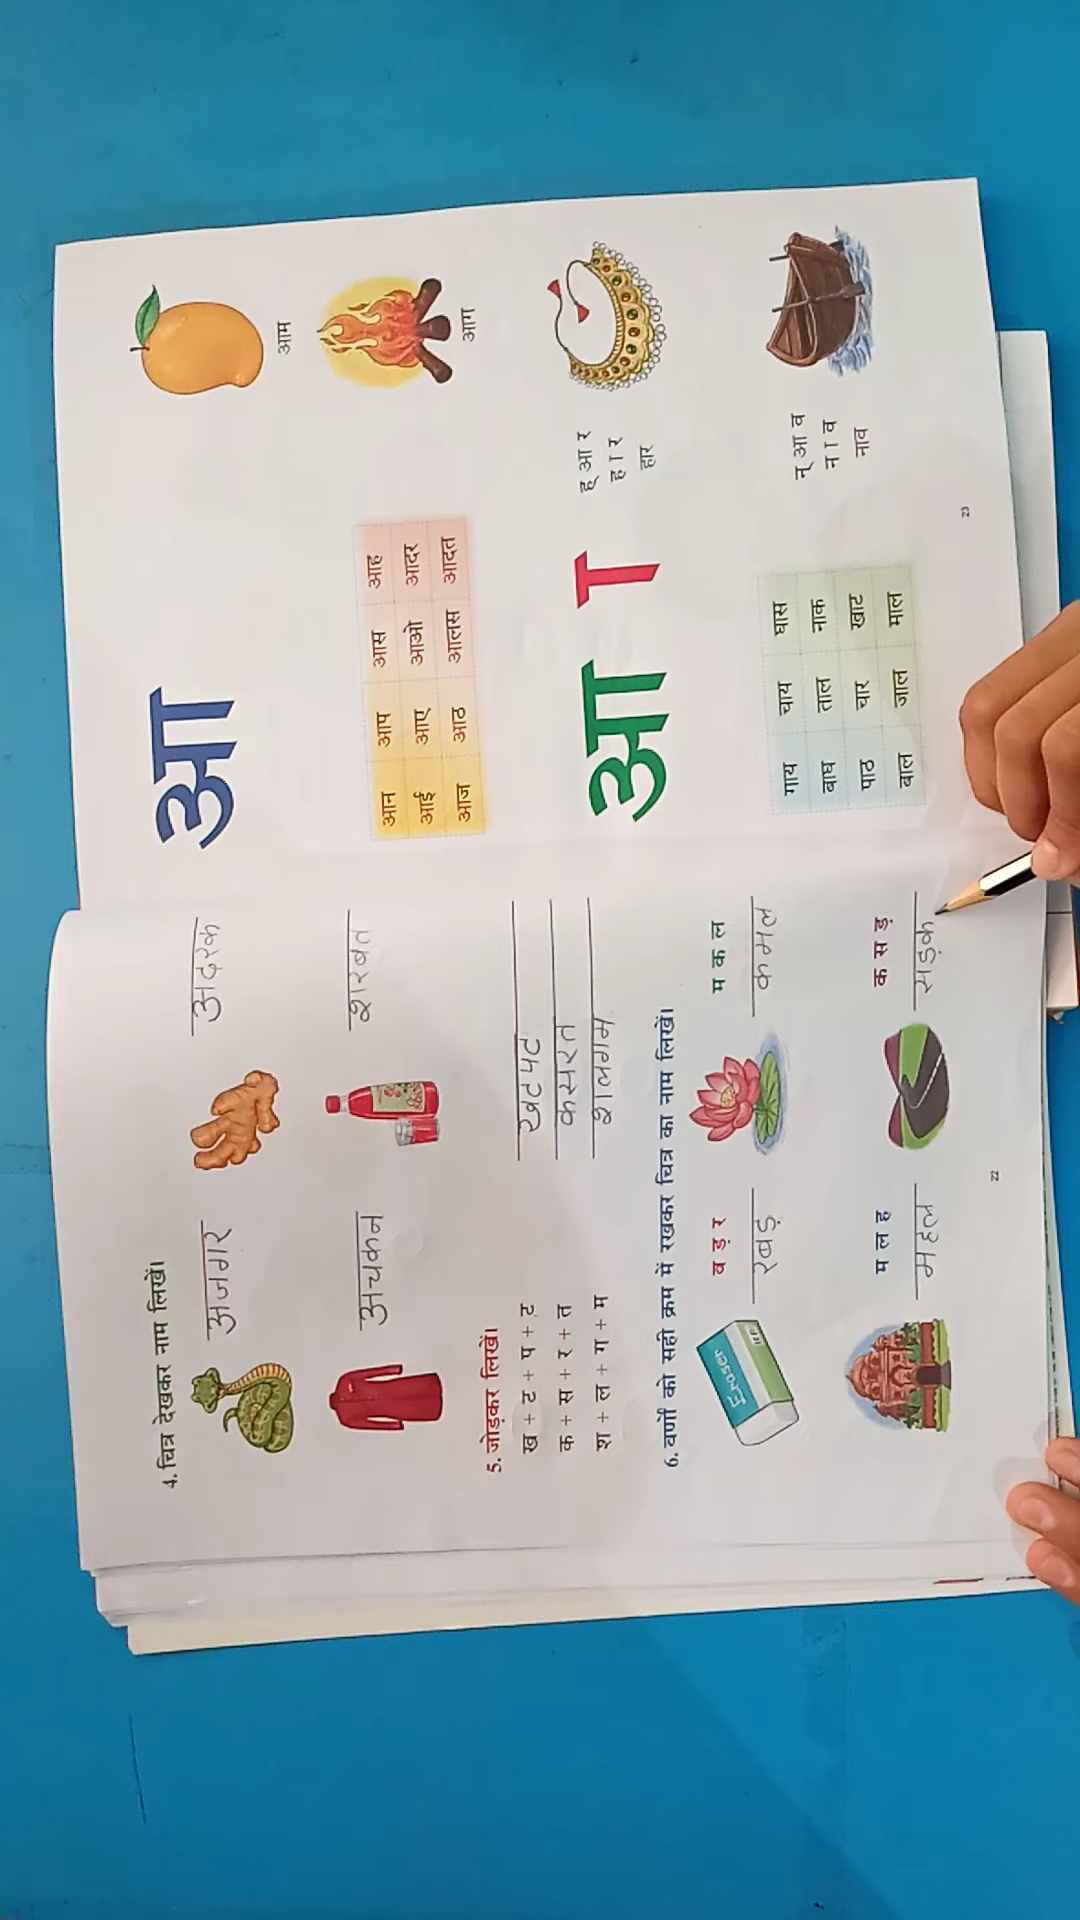 4. चित्र देखकर नाम लिखें।
अजगर अदरक
अचकन शरबत
5. जोड़कर लिखें।
ख + ट + प + ट खटपट
क + स + र + त कसरत
श + ल + ग + म शलगम
6. वर्णों को सही क्रम में रखकर चित्र का नाम लिखें।
ब ड़ र म क ल
Eraser
रबड़ कमल
म ल ह क स ड़
महल सड़क
22
आ
आम
आन आप आस आह
आई आए आओ आदर
आज आठ आलस आदत
आग
आ ा
ह् आ र
ह ा र
हार
गाय चाय घास
बाघ ताल नाक
पाठ चार खाट
बाल जाल माल
न् आ व
न ा व
नाव
23